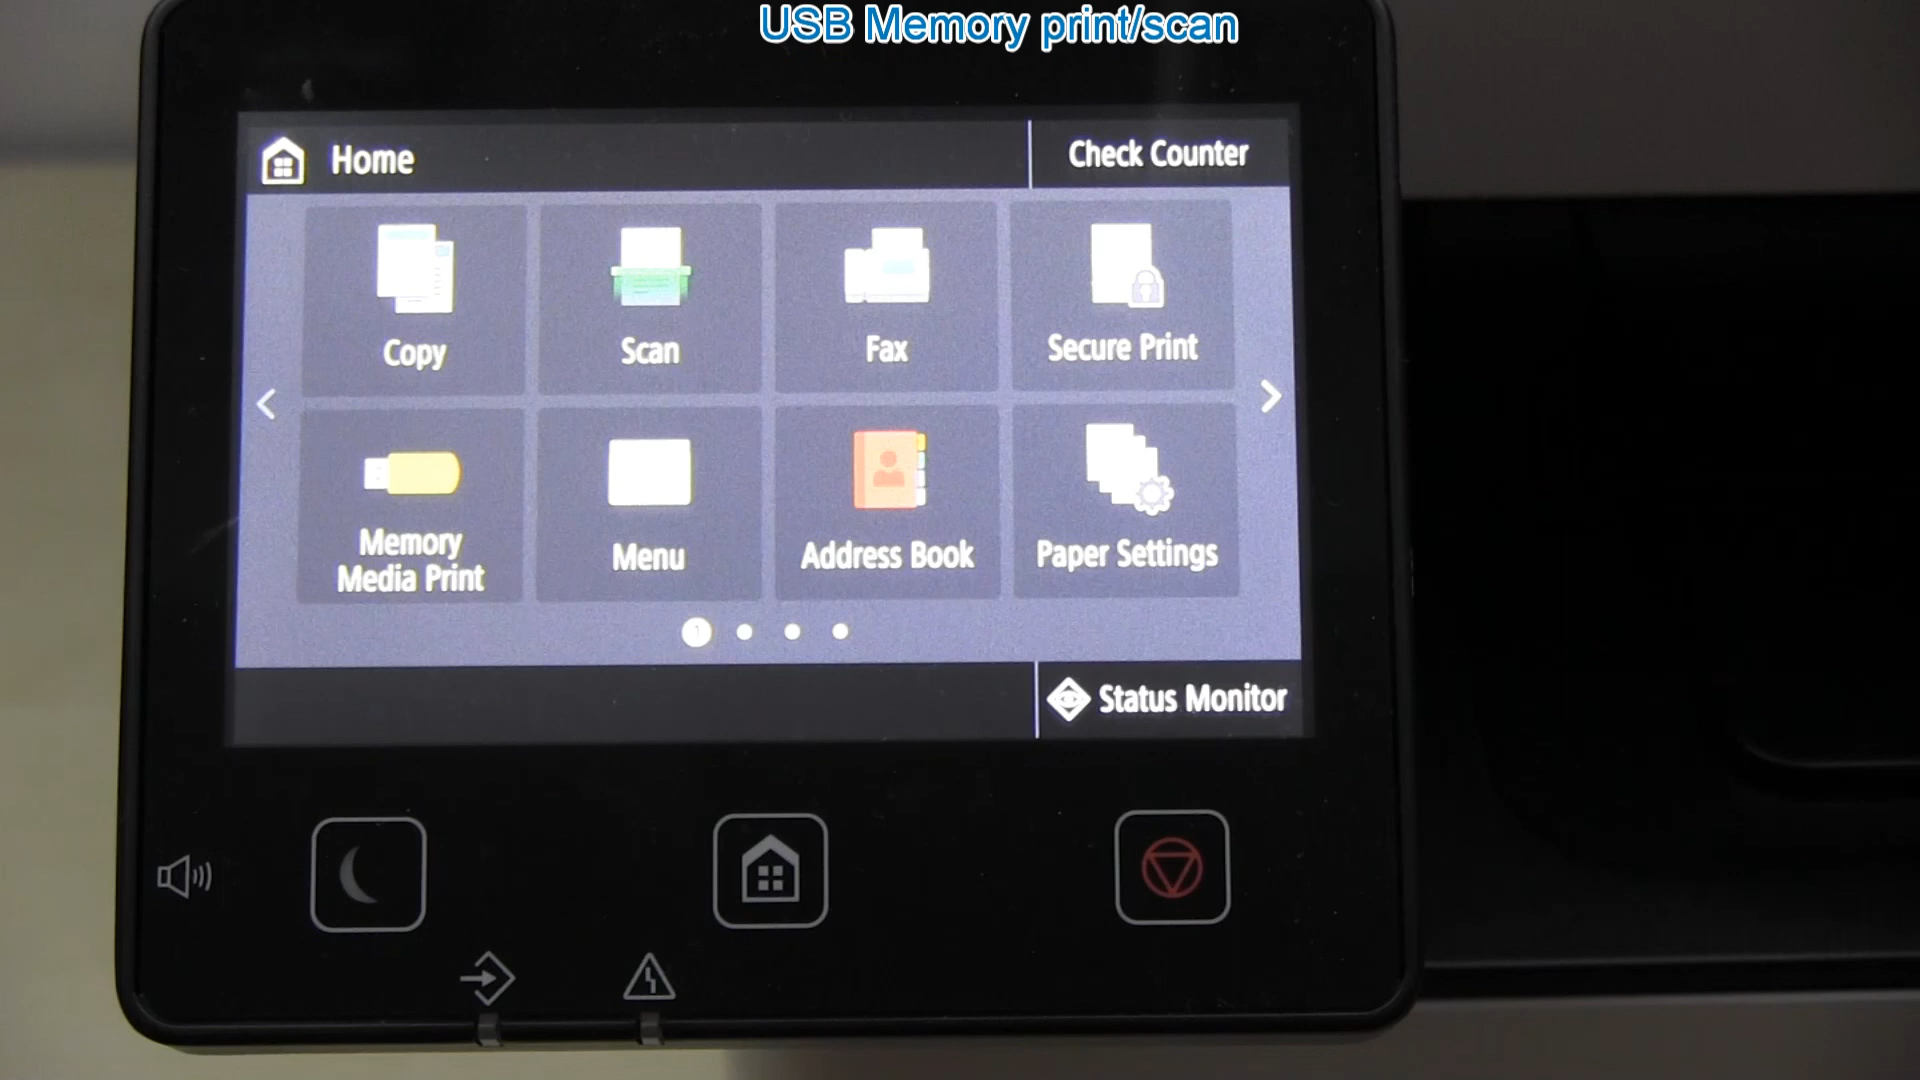 USB Memory print/scan
Home
Check Counter
Copy
Scan
Fax
Secure Print
Memory
Media Print
Menu
Address Book
Paper Settings
1
Status Monitor